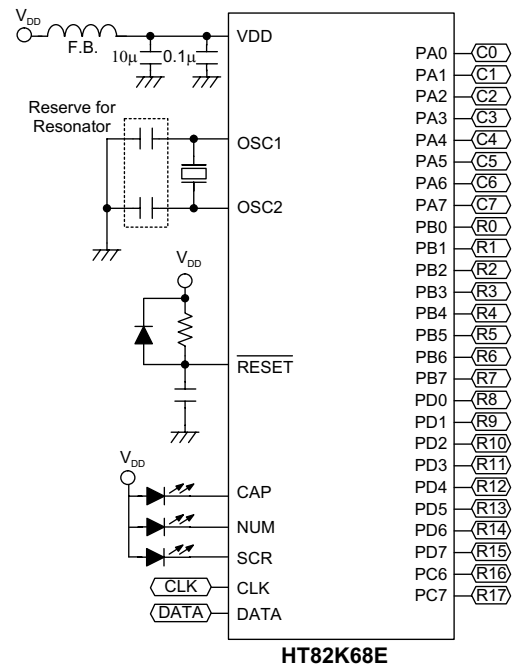 VDD
F.B.
10μ
0.1μ
VDD
Reserve for
Resonator
OSC1
OSC2
VDD
RESET
VDD
CAP
NUM
SCR
CLK
CLK
DATA
DATA
PA0 C0
PA1 C1
PA2 C2
PA3 C3
PA4 C4
PA5 C5
PA6 C6
PA7 C7
PB0 R0
PB1 R1
PB2 R2
PB3 R3
PB4 R4
PB5 R5
PB6 R6
PB7 R7
PD0 R8
PD1 R9
PD2 R10
PD3 R11
PD4 R12
PD5 R13
PD6 R14
PD7 R15
PC6 R16
PC7 R17
HT82K68E